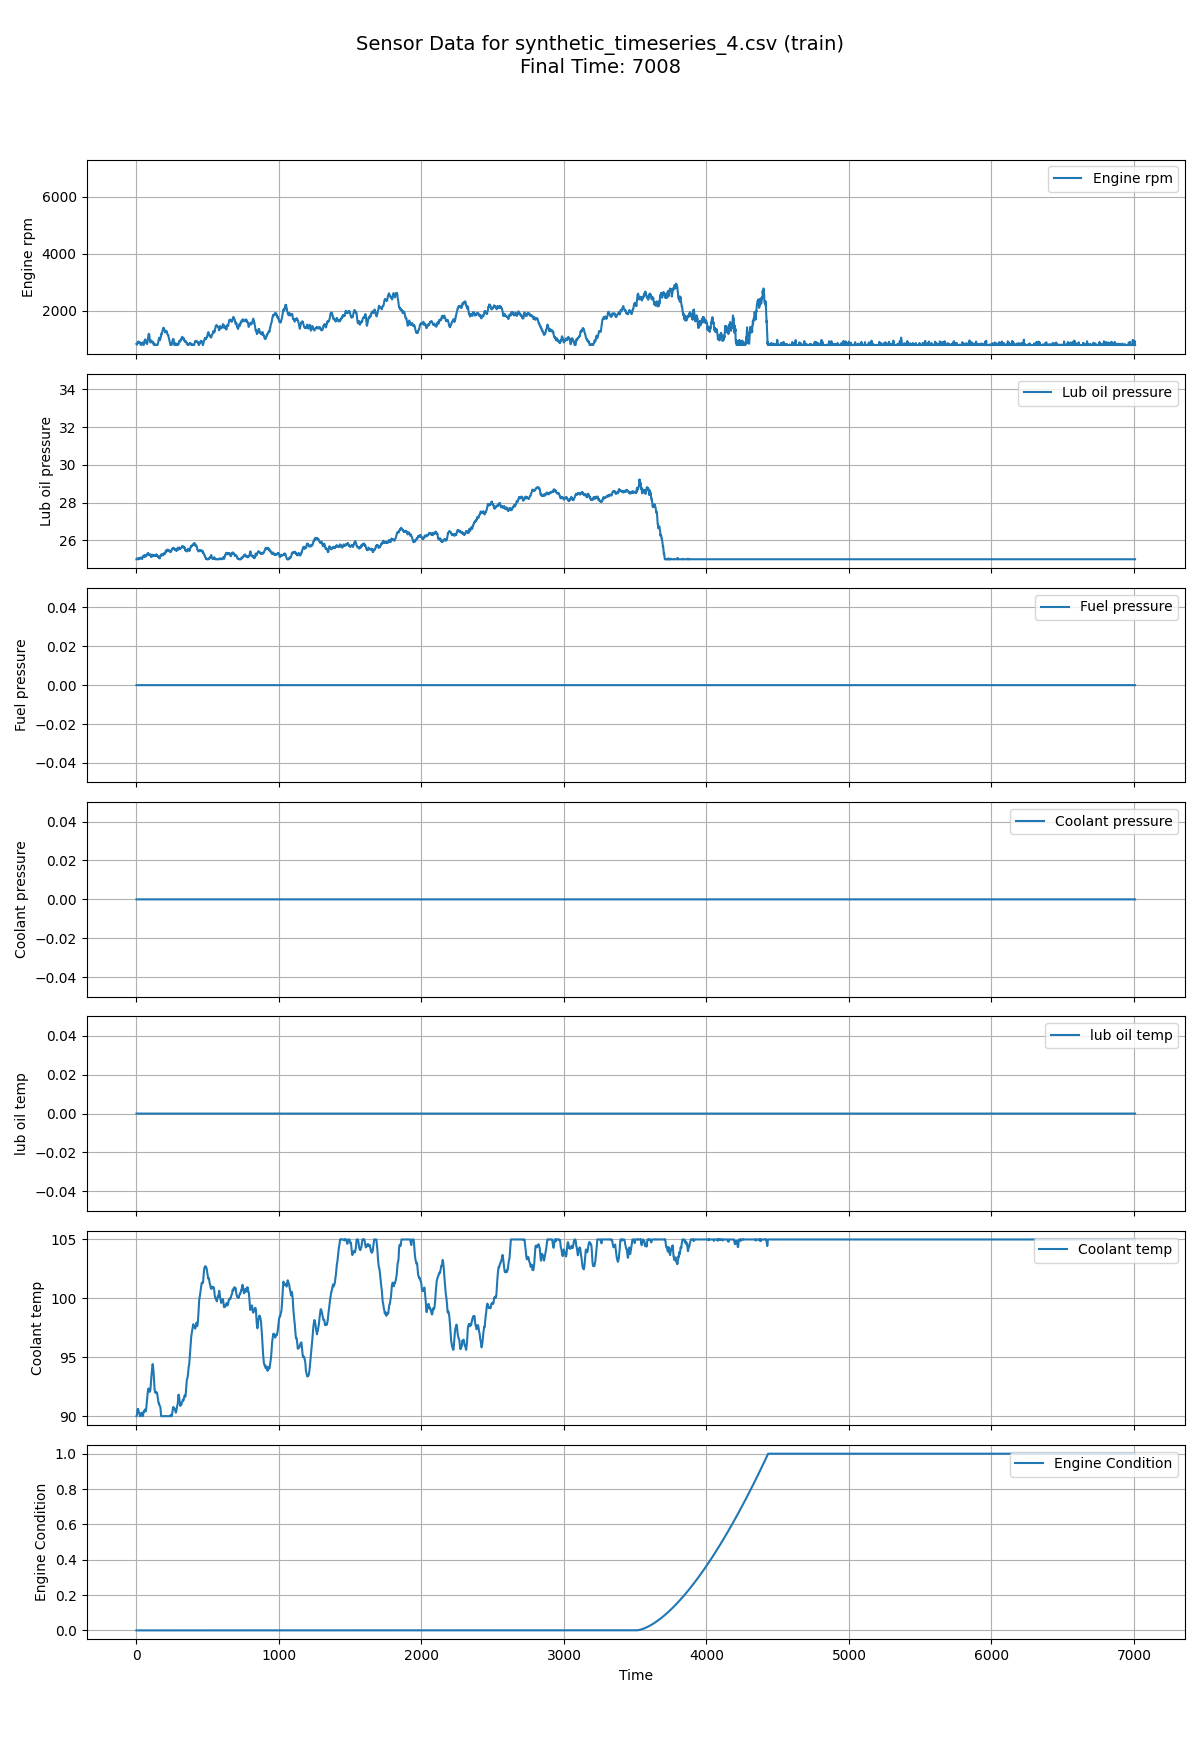 Sensor Data for synthetic_timeseries_4.csv (train)
Final Time: 7008
Engine rpm
6000
4000
2000
Engine rpm
Lub oil pressure
34
32
30
28
26
Lub oil pressure
Fuel pressure
0.04
0.02
0.00
−0.02
−0.04
Fuel pressure
Coolant pressure
0.04
0.02
0.00
−0.02
−0.04
Coolant pressure
lub oil temp
0.04
0.02
0.00
−0.02
−0.04
lub oil temp
Coolant temp
105
100
95
90
Coolant temp
Engine Condition
1.0
0.8
0.6
0.4
0.2
0.0
Engine Condition
0 1000 2000 3000 4000 5000 6000 7000
Time